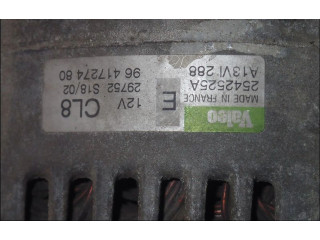 Valeo
MADE IN FRANCE
2542525A
A13VI 288
E
12V
CL8
29752 S18/02
96 417274 80